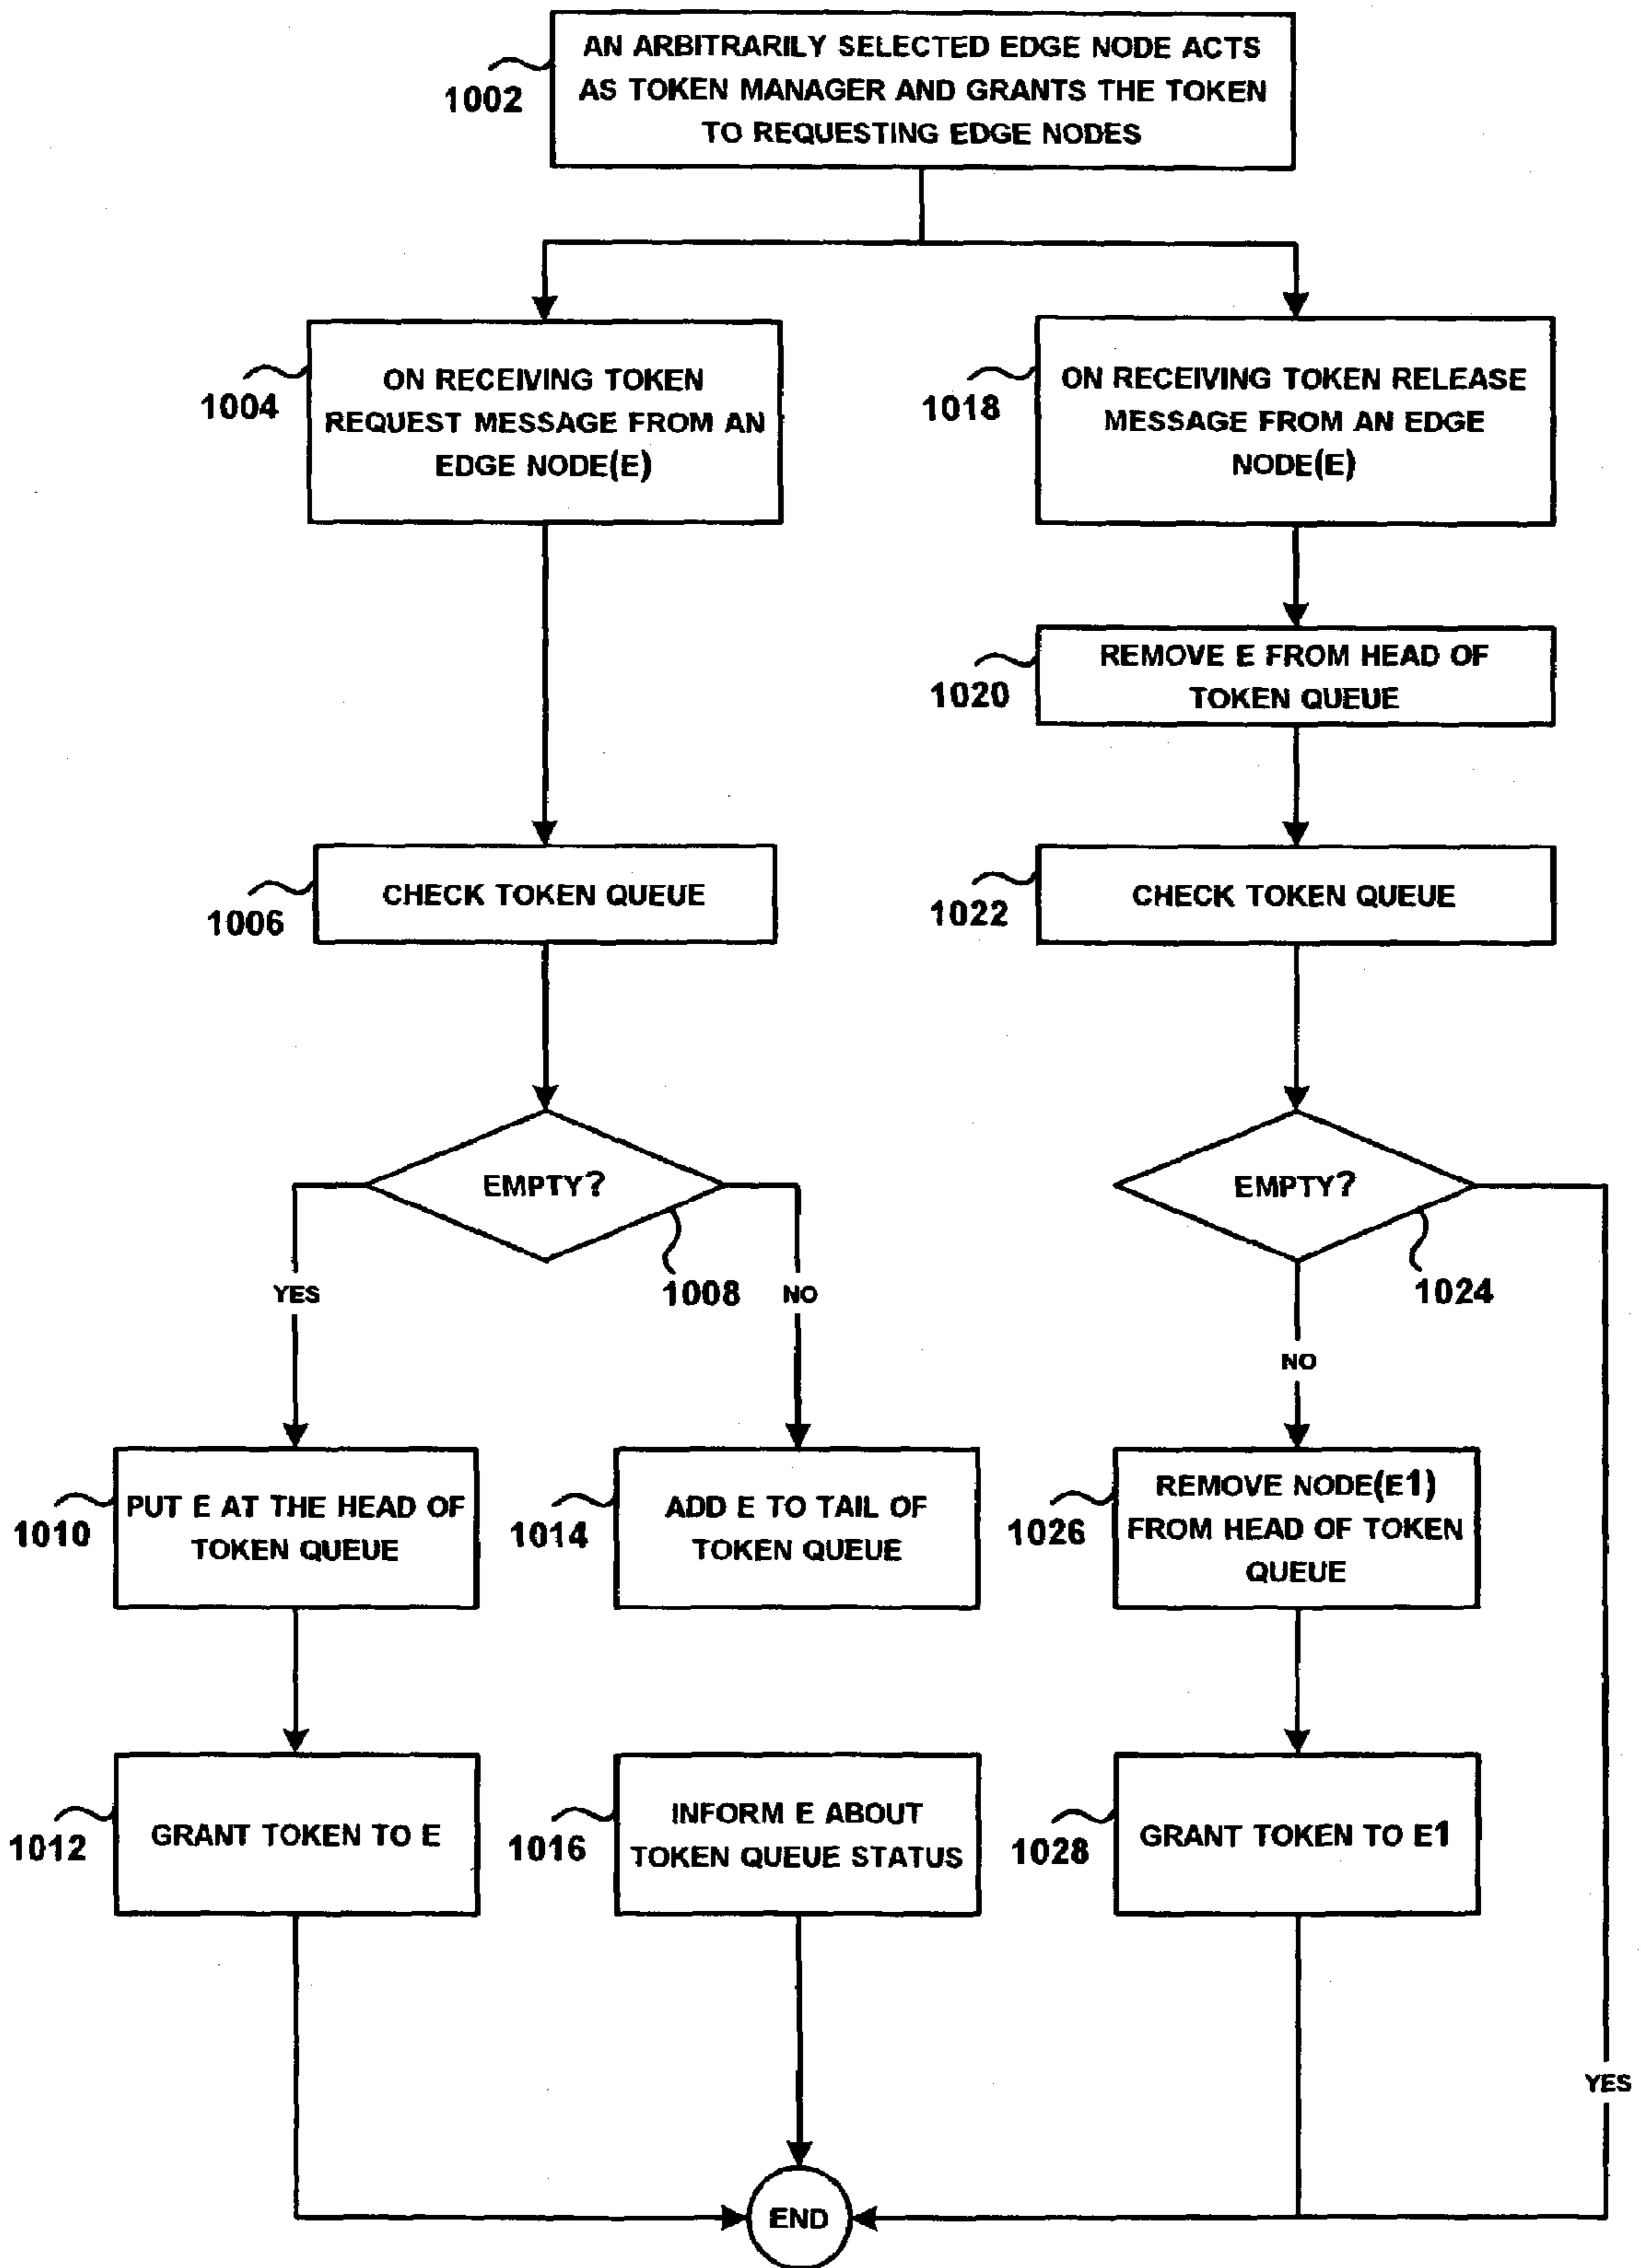 AN ARBITRARILY SELECTED EDGE NODE ACTS
AS TOKEN MANAGER AND GRANTS THE TOKEN
TO REQUESTING EDGE NODES
1002
ON RECEIVING TOKEN
REQUEST MESSAGE FROM AN
EDGE NODE(E)
1004
ON RECEIVING TOKEN RELEASE
MESSAGE FROM AN EDGE
NODE(E)
1018
REMOVE E FROM HEAD OF
TOKEN QUEUE
1020
CHECK TOKEN QUEUE
1006
CHECK TOKEN QUEUE
1022
EMPTY?
1008
YES
NO
EMPTY?
1024
NO
PUT E AT THE HEAD OF
TOKEN QUEUE
1010
ADD E TO TAIL OF
TOKEN QUEUE
1014
REMOVE NODE(E1)
FROM HEAD OF TOKEN
QUEUE
1026
GRANT TOKEN TO E
1012
INFORM E ABOUT
TOKEN QUEUE STATUS
1016
GRANT TOKEN TO E1
1028
YES
END